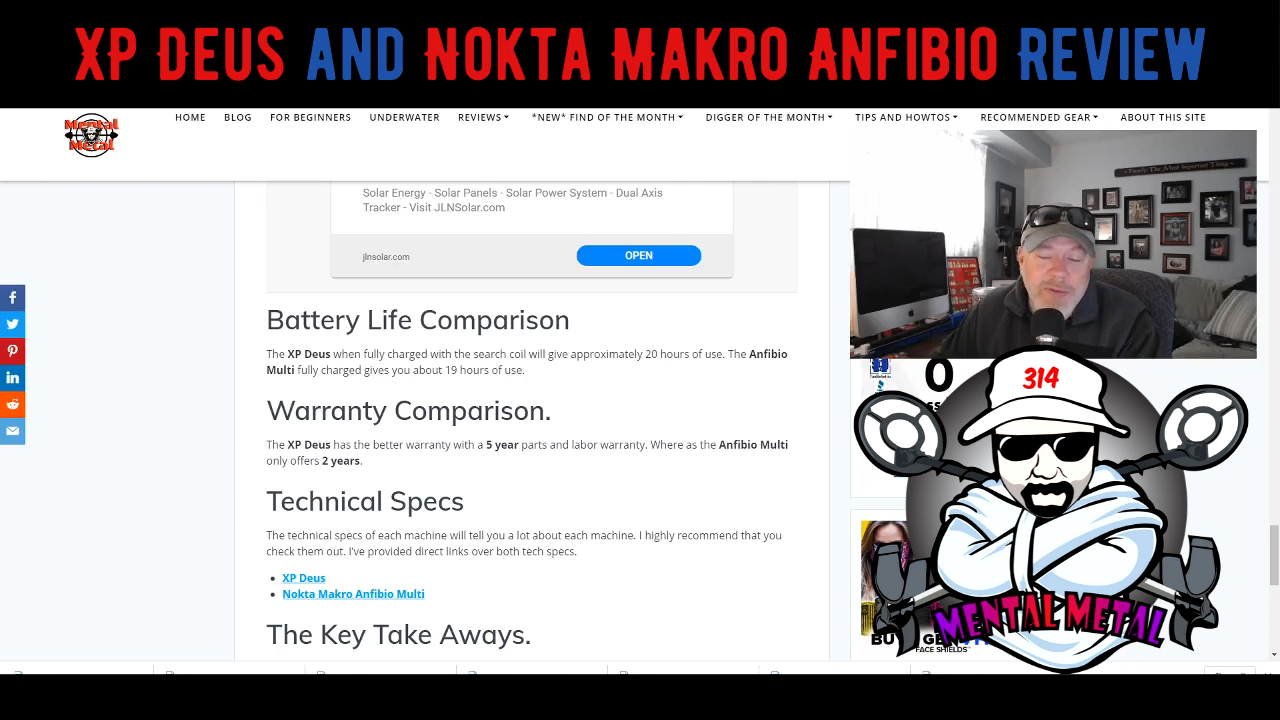 XP DEUS AND NOKTA MAKRO ANFIBIO REVIEW
Mental Metal
HOME BLOG FOR BEGINNERS UNDERWATER REVIEWS *NEW* FIND OF THE MONTH DIGGER OF THE MONTH TIPS AND HOWTOS RECOMMENDED GEAR ABOUT THIS SITE
Solar Energy - Solar Panels - Solar Power System - Dual Axis
Tracker - Visit JLNSolar.com
jlnsolar.com
OPEN
Battery Life Comparison
The XP Deus when fully charged with the search coil will give approximately 20 hours of use. The Anfibio
Multi fully charged gives you about 19 hours of use.
Warranty Comparison.
The XP Deus has the better warranty with a 5 year parts and labor warranty. Where as the Anfibio Multi
only offers 2 years.
Technical Specs
The technical specs of each machine will tell you a lot about each machine. I highly recommend that you
check them out. I've provided direct links over both tech specs.
XP Deus
Nokta Makro Anfibio Multi
The Key Take Aways.
Family The Most Important Thing
0
314
MENTAL METAL
FACE SHIELDS